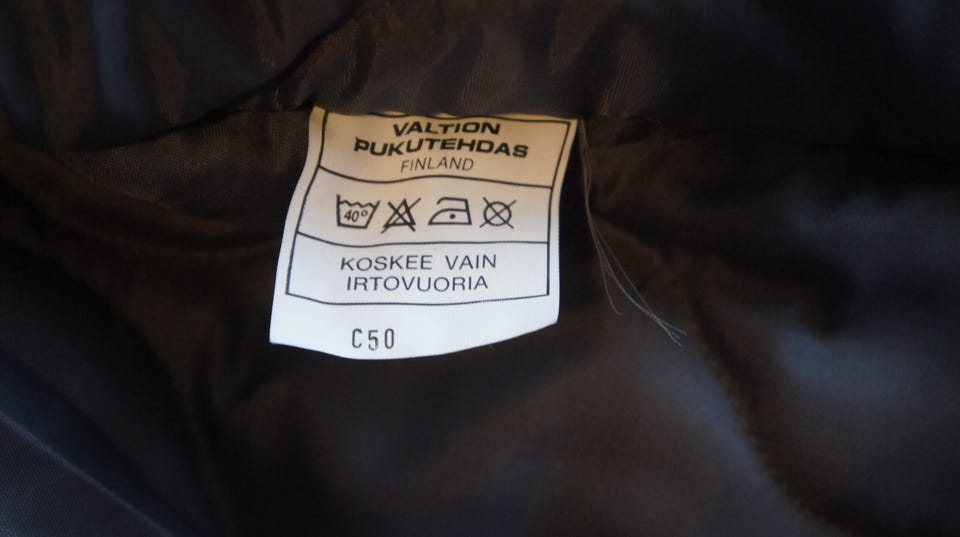 VALTION
PUKUTEHDAS
FINLAND
40°
KOSKEE VAIN
IRTOVUORIA
C50